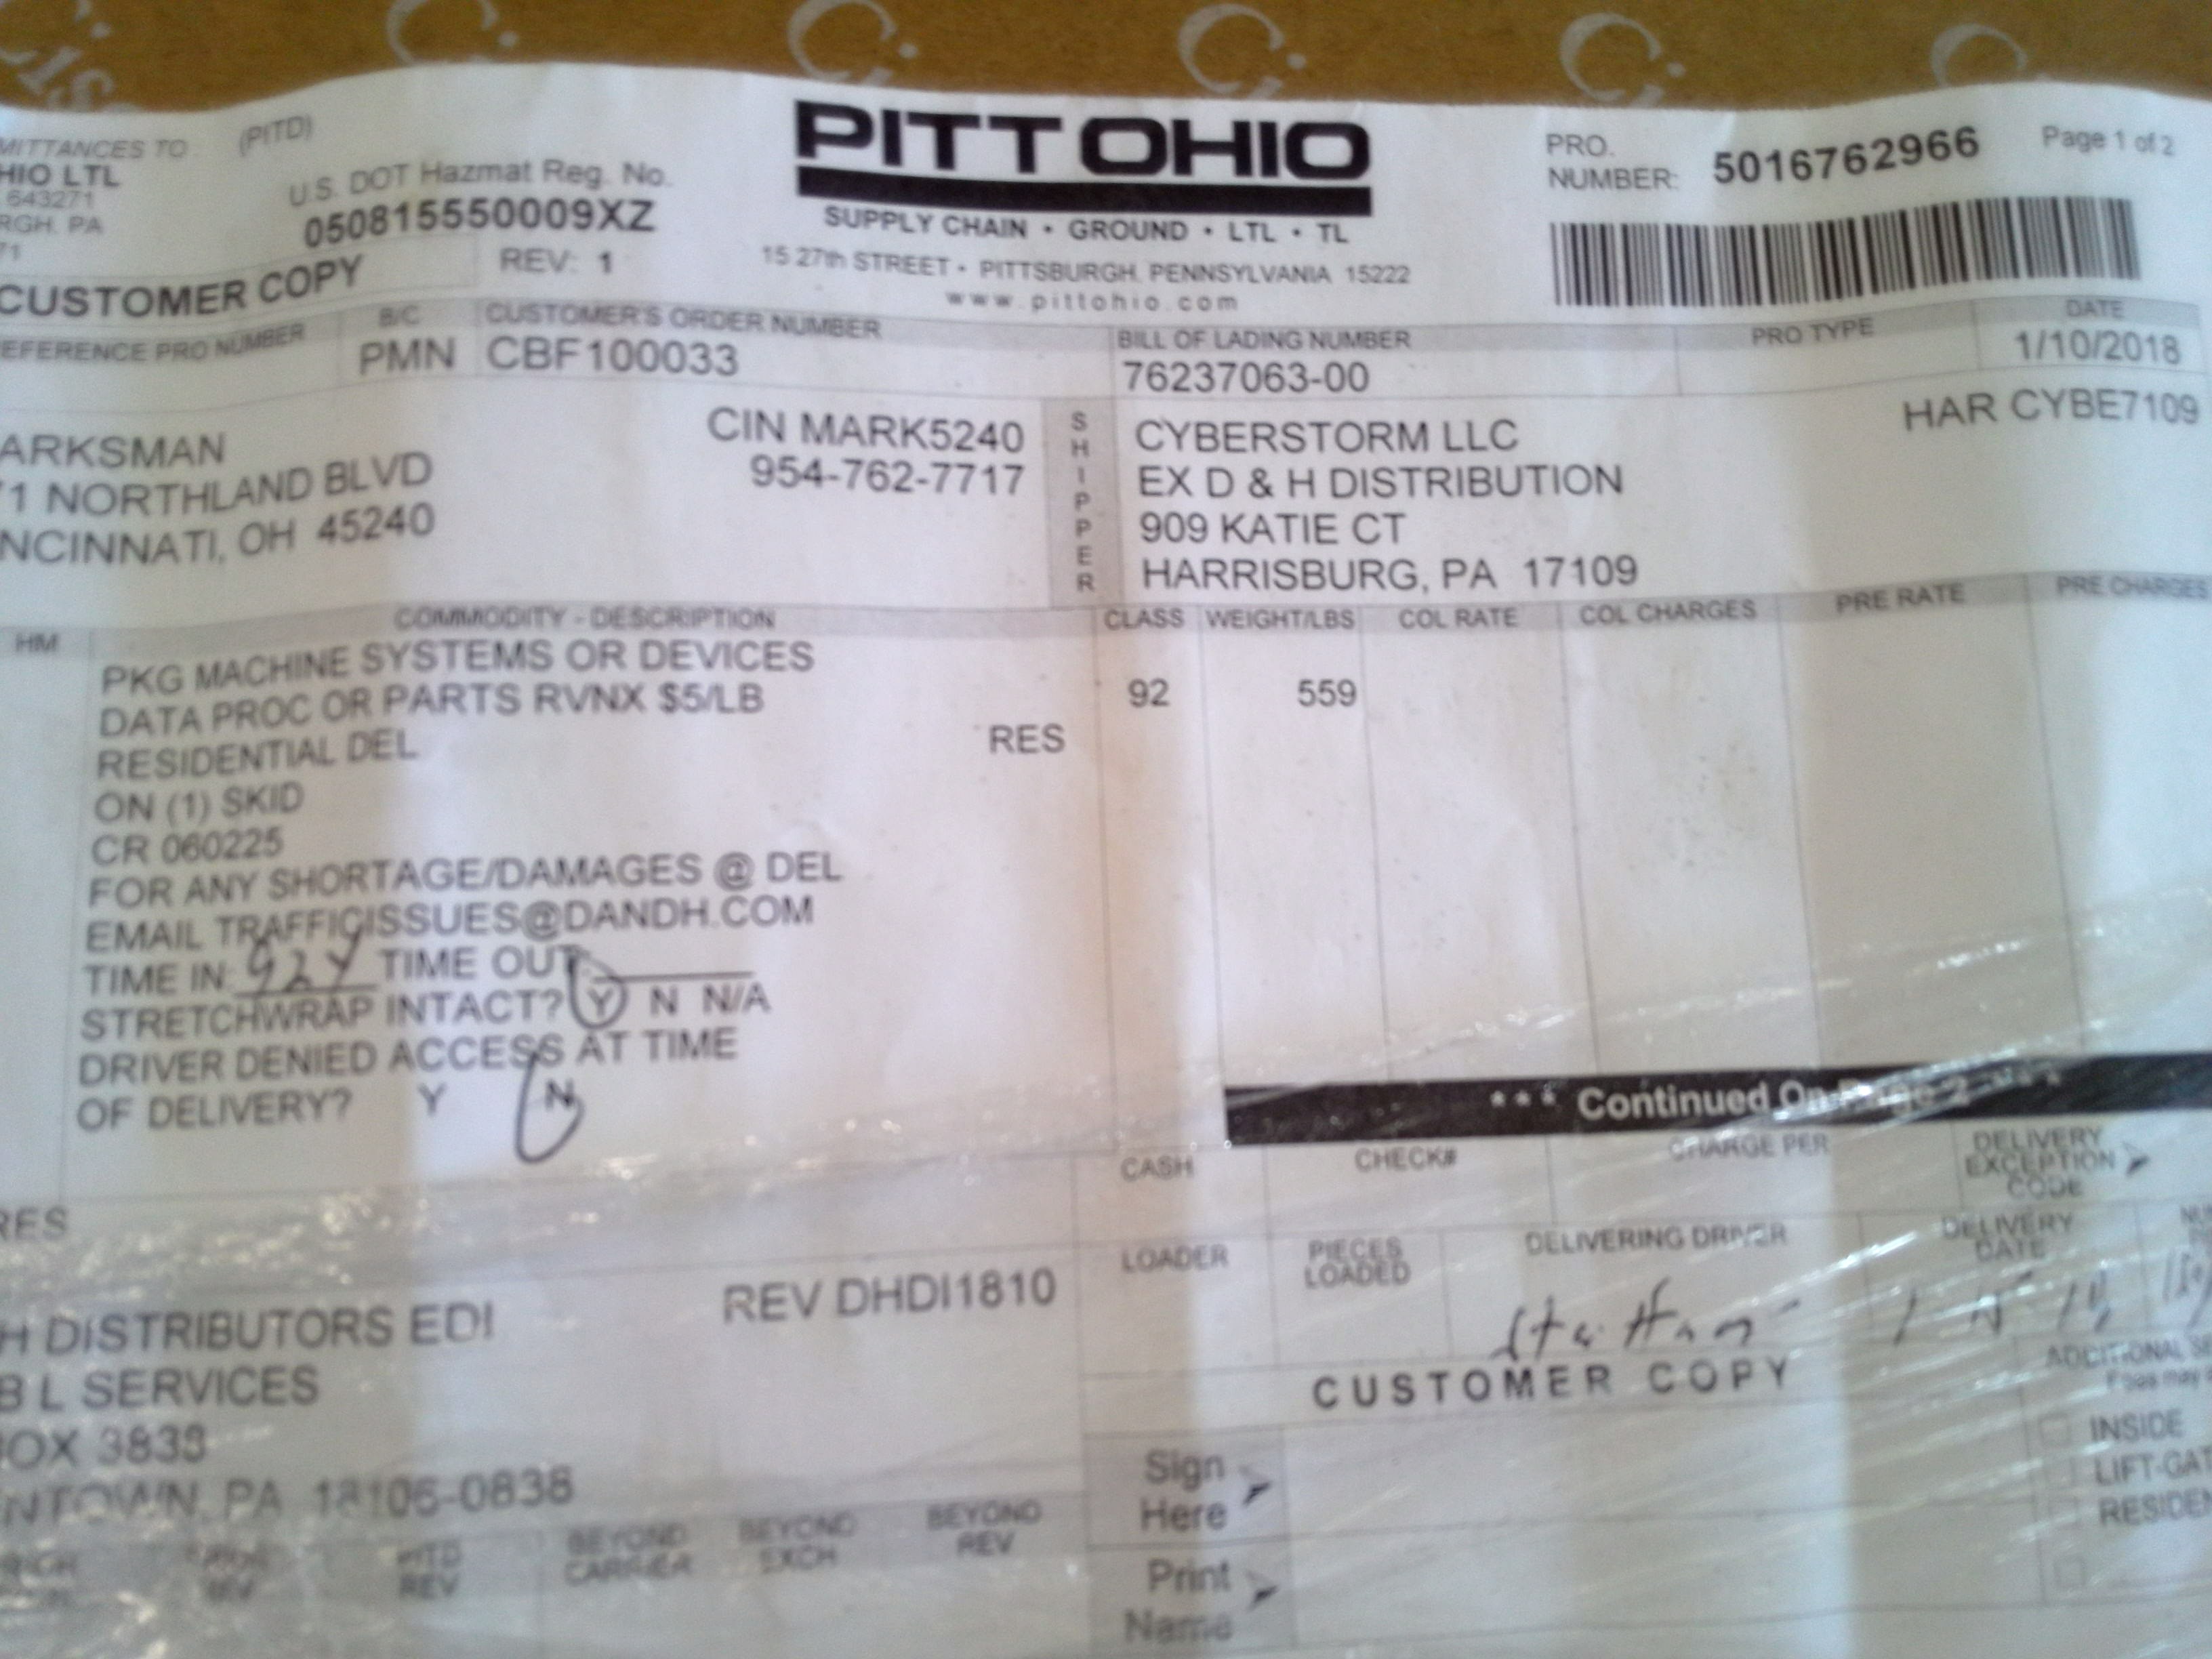 Cis
MITTANCES TO (PITD)
HIO LTL
643271
RGH, PA
71
U.S. DOT Hazmat Reg. No.
050815550009XZ
CUSTOMER COPY
REV: 1
PITT OHIO
SUPPLY CHAIN • GROUND • LTL • TL
15 27th STREET • PITTSBURGH, PENNSYLVANIA 15222
www.pittohio.com
PRO. NUMBER: 5016762966
Page 1 of 2
EFERENCE PRO NUMBER
B/C
PMN
CUSTOMER'S ORDER NUMBER
CBF100033
BILL OF LADING NUMBER
76237063-00
PRO TYPE
DATE
1/10/2018
ARKSMAN
CIN MARK5240
71 NORTHLAND BLVD
954-762-7717
NCINNATI, OH 45240
SHIPPER
CYBERSTORM LLC
HAR CYBE7109
EX D & H DISTRIBUTION
909 KATIE CT
HARRISBURG, PA 17109
HM COMMODITY - DESCRIPTION CLASS WEIGHT/LBS COL RATE COL CHARGES PRE RATE PRE CHARGES
PKG MACHINE SYSTEMS OR DEVICES
DATA PROC OR PARTS RVNX $5/LB 92 559
RESIDENTIAL DEL RES
ON (1) SKID
CR 060225
FOR ANY SHORTAGE/DAMAGES @ DEL
EMAIL TRAFFICISSUES@DANDH.COM
TIME IN: TIME OUT:
STRETCHWRAP INTACT? Y N N/A
DRIVER DENIED ACCESS AT TIME
OF DELIVERY? Y N
*** Continued On Page 2 ***
CASH CHECK# CHARGE PER DELIVERY EXCEPTION CODE
RES
LOADER PIECES LOADED DELIVERING DRIVER DELIVERY DATE
H DISTRIBUTORS EDI
REV DHDI1810
B L SERVICES
OX 3838
NTOWN, PA 18106-0838
CUSTOMER COPY
INSIDE
LIFT-GAT
RESIDEN
Sign Here
Print Name
PITD REV
BEYOND CARRIER
BEYOND EXCH
BEYOND REV